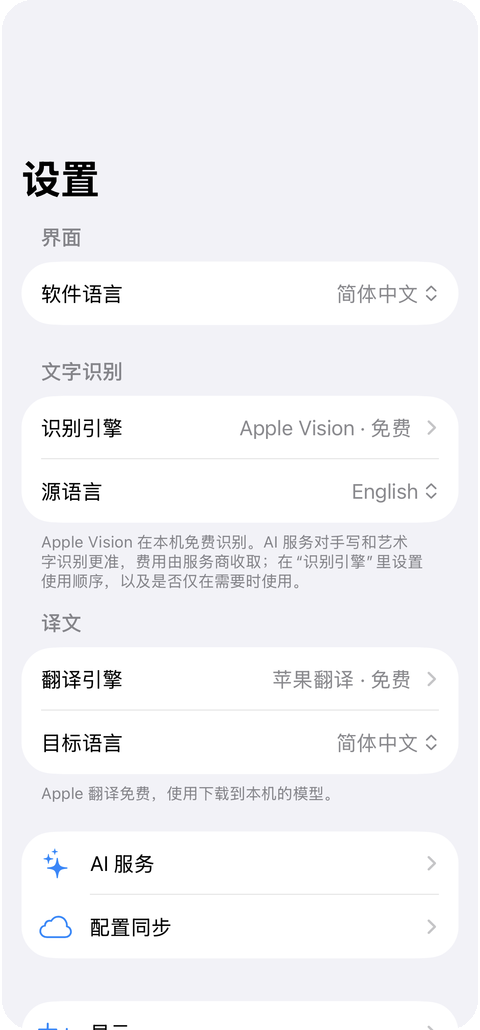 设置
界面
软件语言 简体中文
文字识别
识别引擎 Apple Vision · 免费
源语言 English
Apple Vision 在本机免费识别。AI 服务对手写和艺术
字识别更准，费用由服务商收取；在“识别引擎”里设置
使用顺序，以及是否仅在需要时使用。
译文
翻译引擎 苹果翻译 · 免费
目标语言 简体中文
Apple 翻译免费，使用下载到本机的模型。
AI 服务
配置同步